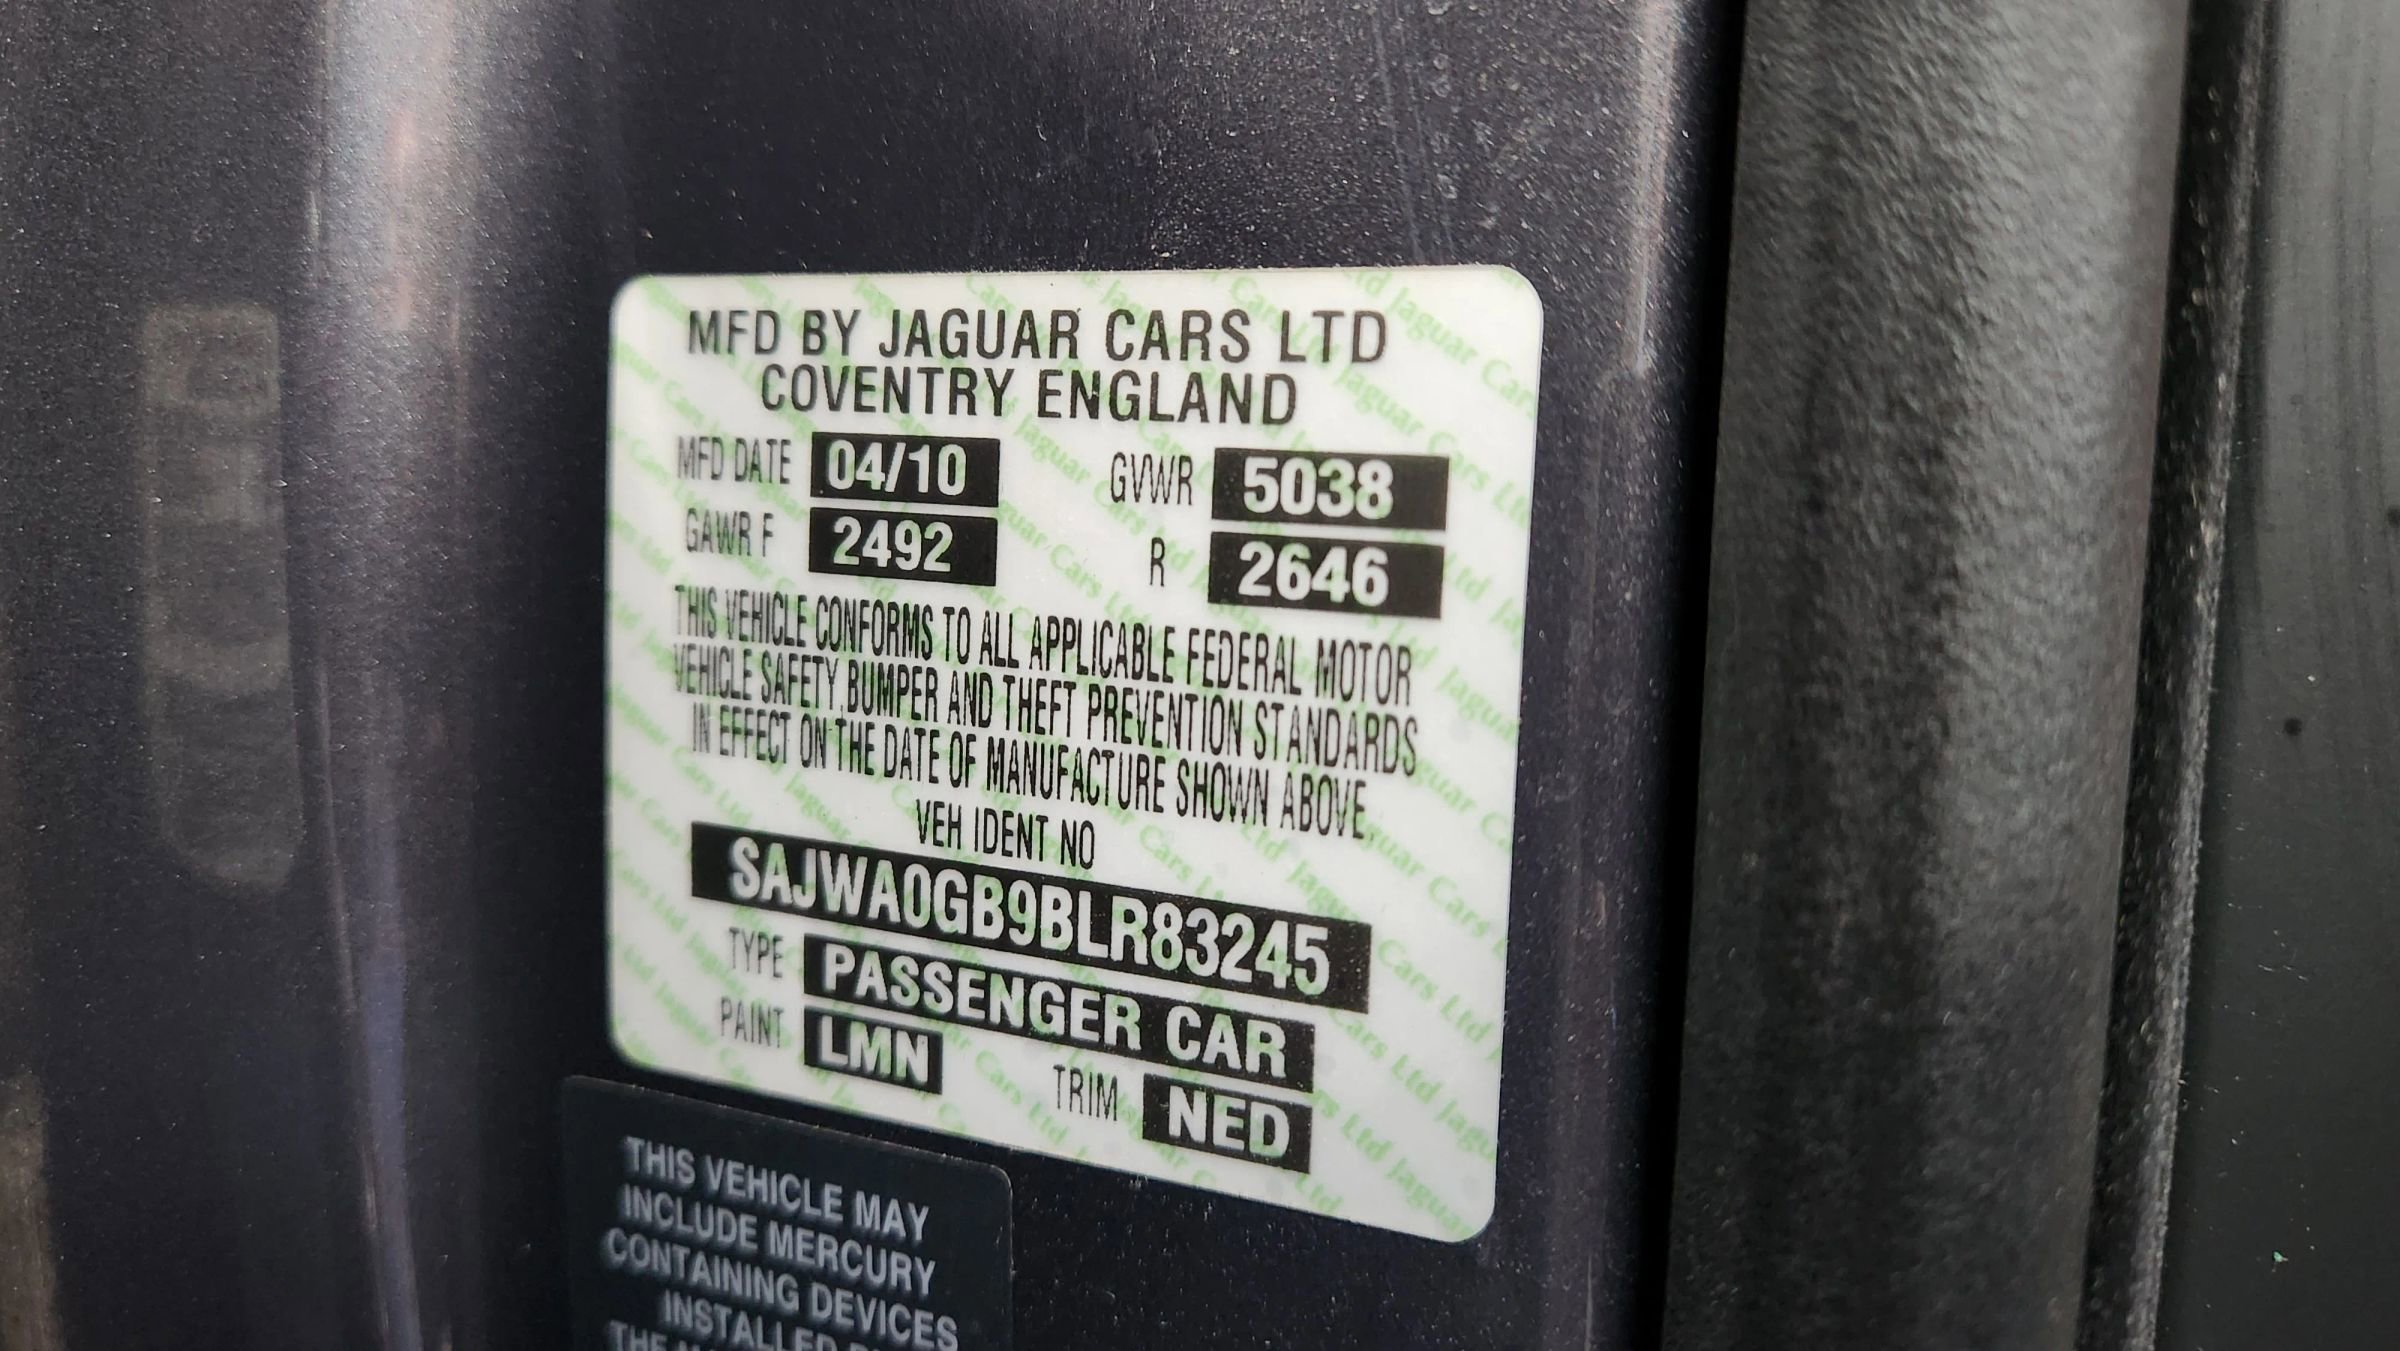 MFD BY JAGUAR CARS LTD
COVENTRY ENGLAND
MFD DATE 04/10 GVWR 5038
GAWR F 2492 R 2646
THIS VEHICLE CONFORMS TO ALL APPLICABLE FEDERAL MOTOR
VEHICLE SAFETY, BUMPER AND THEFT PREVENTION STANDARDS
IN EFFECT ON THE DATE OF MANUFACTURE SHOWN ABOVE.
VEH IDENT NO
SAJWA0GB9BLR83245
TYPE PASSENGER CAR
PAINT LMN TRIM NED
THIS VEHICLE MAY
INCLUDE MERCURY
CONTAINING DEVICES
INSTALLED
THE